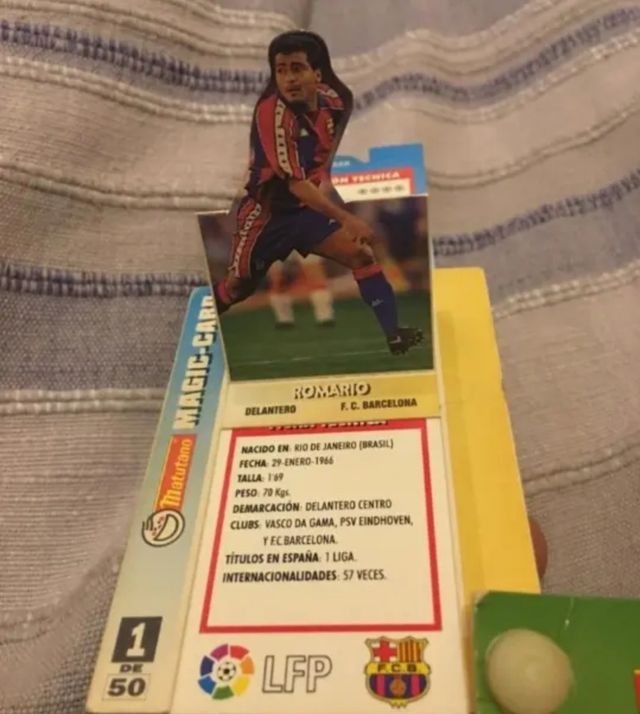 ION TECNICA
ROMARIO
DELANTERO F. C. BARCELONA
NACIDO EN: RIO DE JANEIRO (BRASIL)
FECHA: 29-ENERO-1966
TALLA: 1'69
PESO: 70 Kgs.
DEMARCACIÓN: DELANTERO CENTRO
CLUBS: VASCO DA GAMA, PSV EINDHOVEN,
Y F.C. BARCELONA.
TÍTULOS EN ESPAÑA: 1 LIGA.
INTERNACIONALIDADES: 57 VECES.
Matutano MAGIC-CARD
1
DE
50
LFP
F.C.B